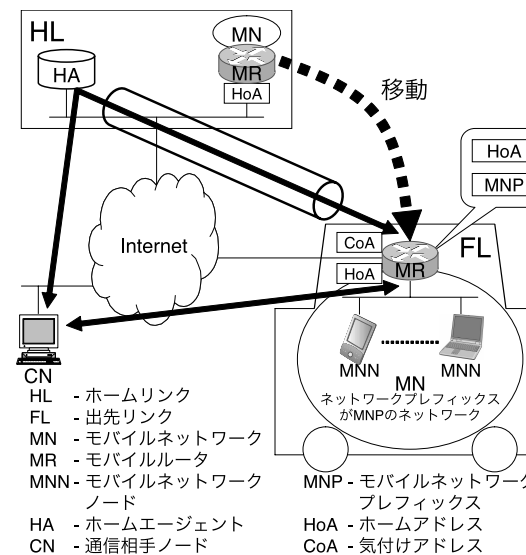 HL
MN
HA
MR
HoA
移動
HoA
MNP
Internet
CoA
FL
HoA
MR
CN
MNN
MNN
MN
ネットワークプレフィックス
がMNPのネットワーク
HL - ホームリンク
FL - 出先リンク
MN - モバイルネットワーク
MR - モバイルルータ
MNN - モバイルネットワーク
ノード
HA - ホームエージェント
CN - 通信相手ノード
MNP - モバイルネットワーク
プレフィックス
HoA - ホームアドレス
CoA - 気付けアドレス